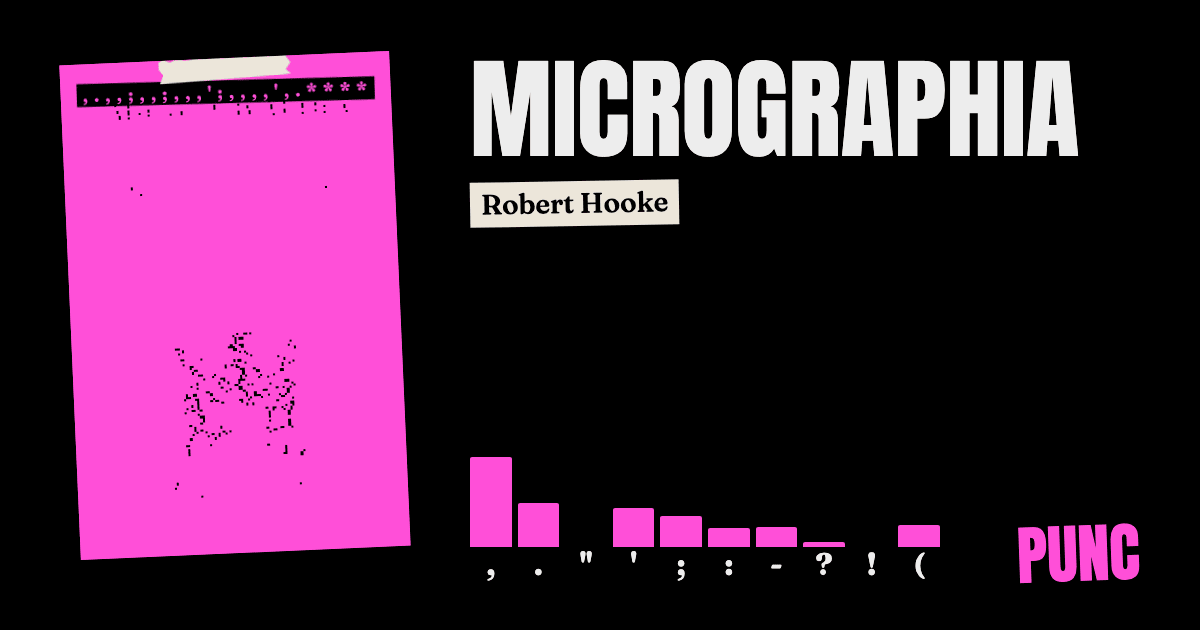 ,.,,;,,;,,,';,,,,',.****
MICROGRAPHIA
Robert Hooke
, . " ' ; : - ? ! (
PUNC